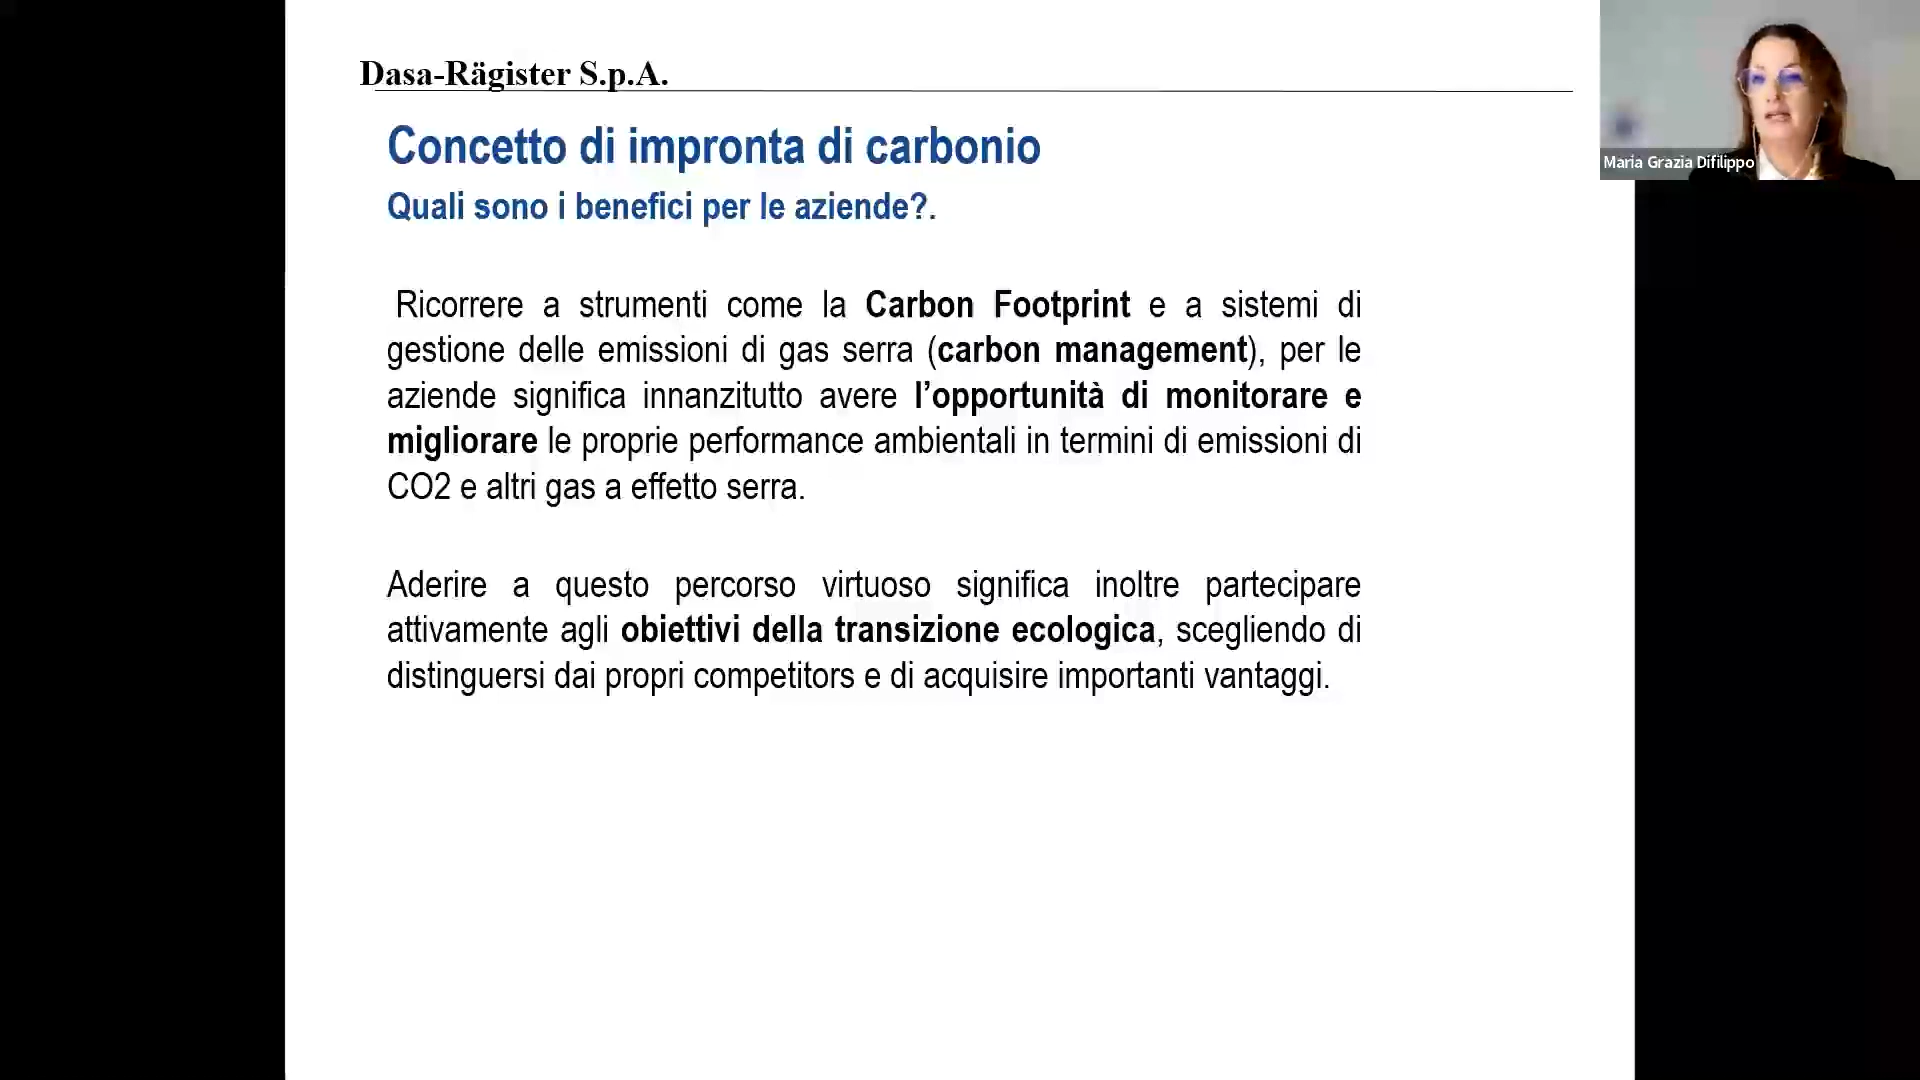 Dasa-Rägister S.p.A.
Concetto di impronta di carbonio
Quali sono i benefici per le aziende?.
Ricorrere a strumenti come la Carbon Footprint e a sistemi di
gestione delle emissioni di gas serra (carbon management), per le
aziende significa innanzitutto avere l’opportunità di monitorare e
migliorare le proprie performance ambientali in termini di emissioni di
CO2 e altri gas a effetto serra.
Aderire a questo percorso virtuoso significa inoltre partecipare
attivamente agli obiettivi della transizione ecologica, scegliendo di
distinguersi dai propri competitors e di acquisire importanti vantaggi.
Maria Grazia Difilippo